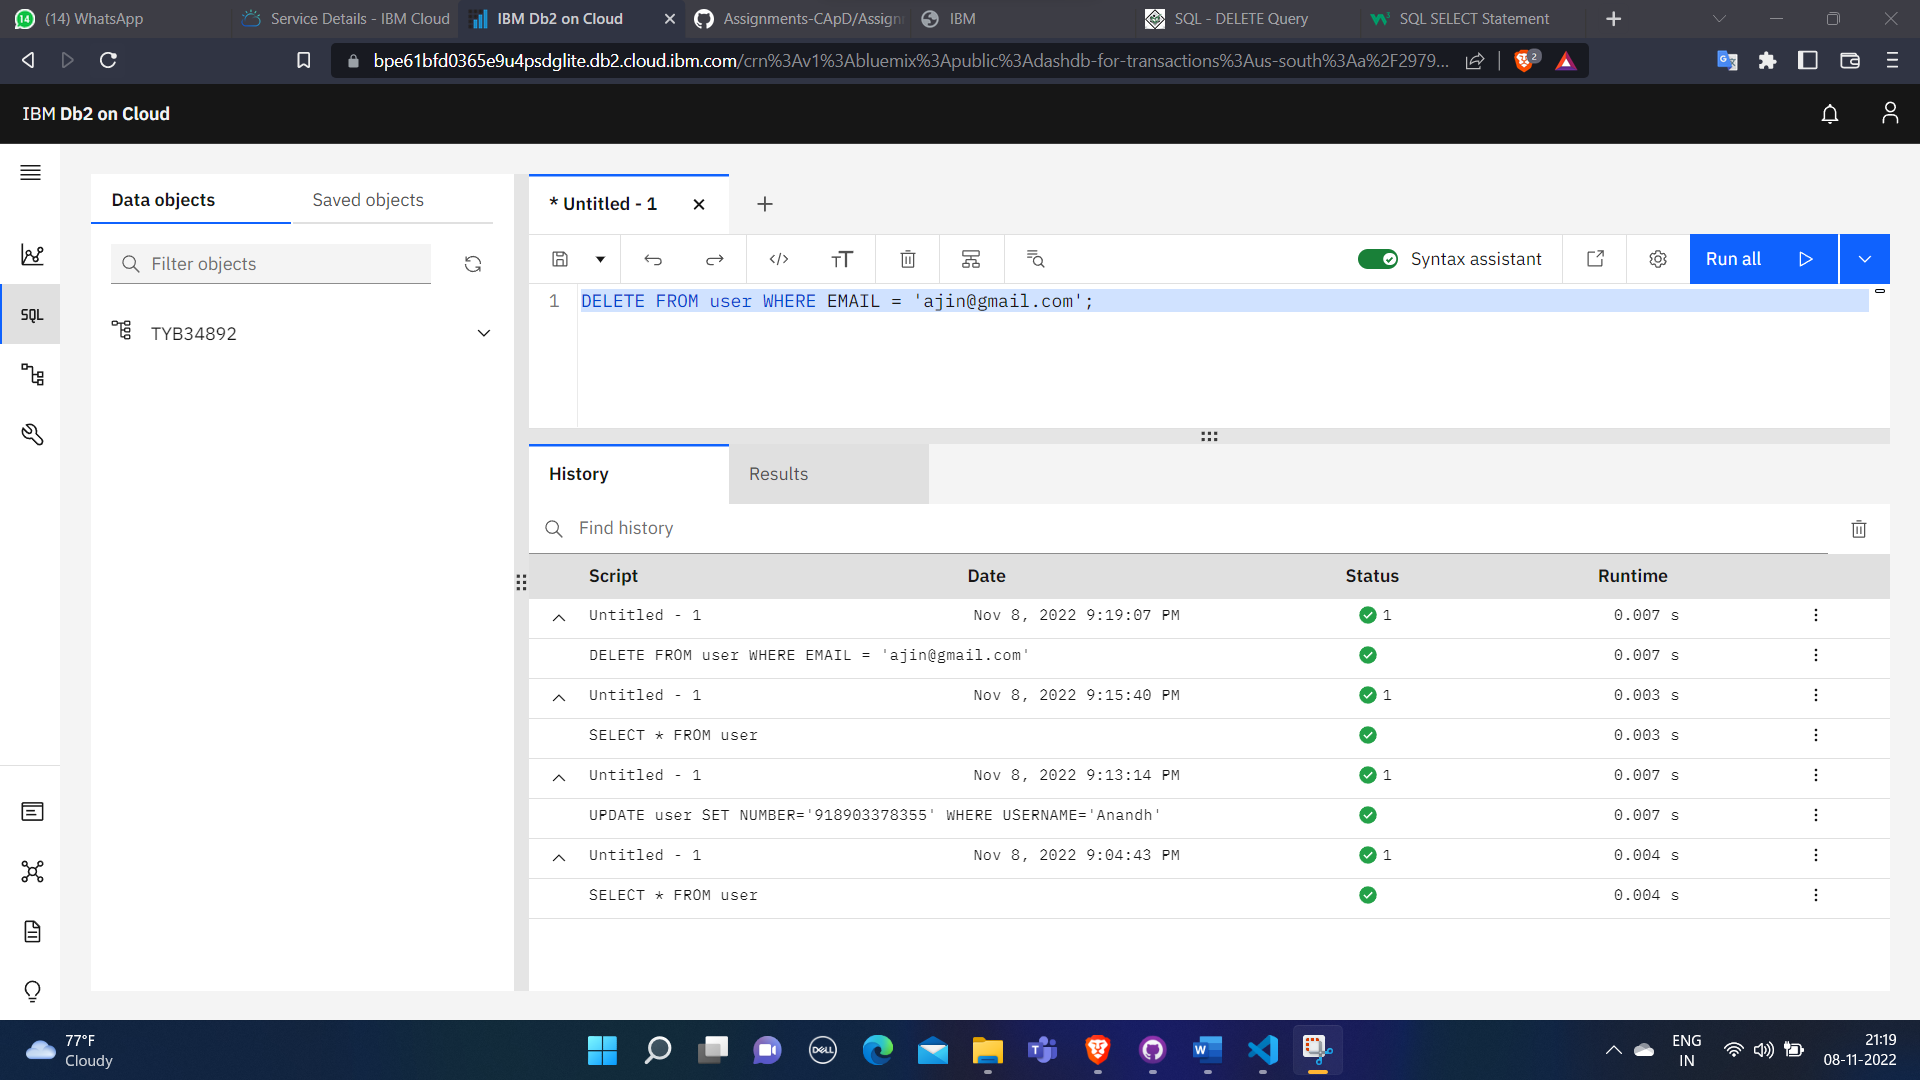 14 (14) WhatsApp
Service Details - IBM Cloud
IBM Db2 on Cloud
Assignments-CApD/Assign
IBM
SQL - DELETE Query
SQL SELECT Statement
bpe61bfd0365e9u4psdglite.db2.cloud.ibm.com/crn%3Av1%3Abluemix%3Apublic%3Adashdb-for-transactions%3Aus-south%3Aa%2F2979...
2
IBM Db2 on Cloud
Data objects
Saved objects
Filter objects
TYB34892
SQL
* Untitled - 1
Syntax assistant
Run all
1 DELETE FROM user WHERE EMAIL = 'ajin@gmail.com';
History
Results
Find history
Script Date Status Runtime
Untitled - 1 Nov 8, 2022 9:19:07 PM 1 0.007 s
DELETE FROM user WHERE EMAIL = 'ajin@gmail.com' 0.007 s
Untitled - 1 Nov 8, 2022 9:15:40 PM 1 0.003 s
SELECT * FROM user 0.003 s
Untitled - 1 Nov 8, 2022 9:13:14 PM 1 0.007 s
UPDATE user SET NUMBER='918903378355' WHERE USERNAME='Anandh' 0.007 s
Untitled - 1 Nov 8, 2022 9:04:43 PM 1 0.004 s
SELECT * FROM user 0.004 s
77°F
Cloudy
DELL
ENG
IN
21:19
08-11-2022